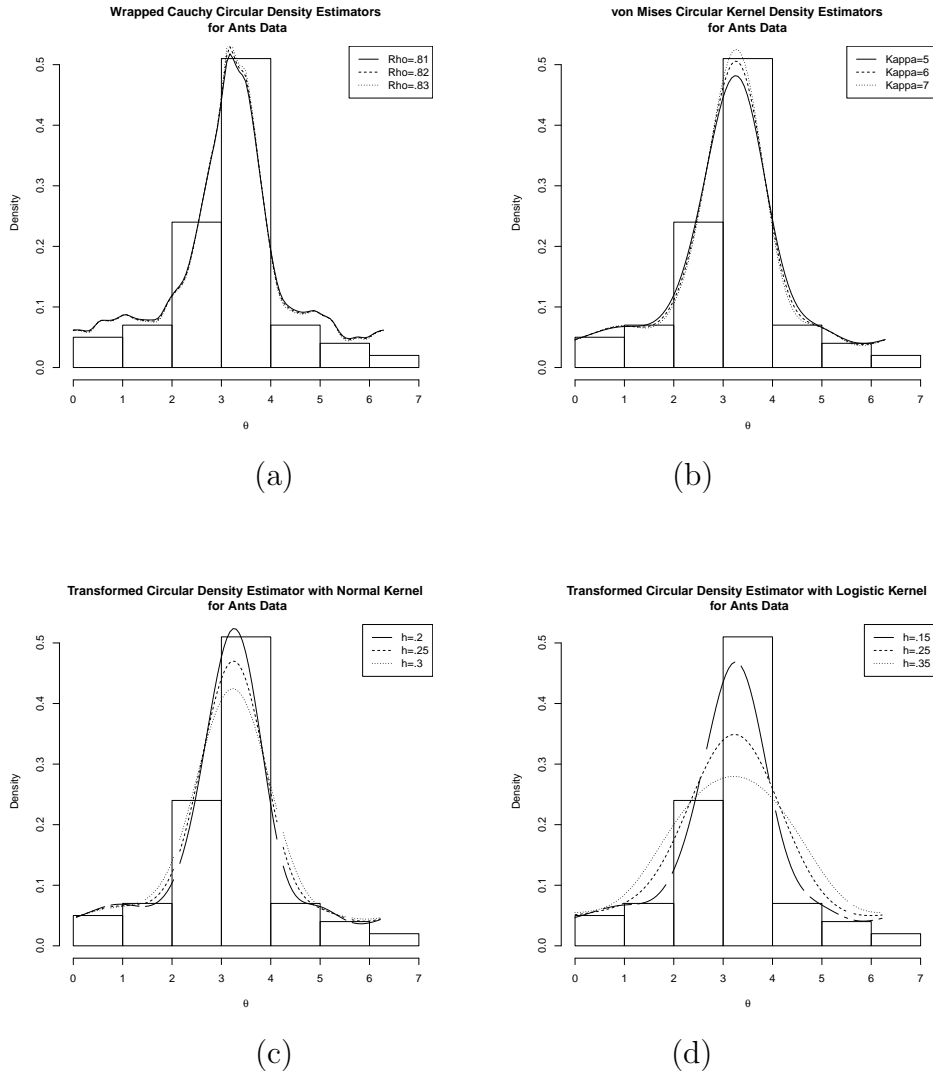 Wrapped Cauchy Circular Density Estimators
for Ants Data
Rho=.81
Rho=.82
Rho=.83
Density
0.0
0.1
0.2
0.3
0.4
0.5
0 1 2 3 4 5 6 7
θ
(a)
von Mises Circular Kernel Density Estimators
for Ants Data
Kappa=5
Kappa=6
Kappa=7
Density
0.0
0.1
0.2
0.3
0.4
0.5
0 1 2 3 4 5 6 7
θ
(b)
Transformed Circular Density Estimator with Normal Kernel
for Ants Data
h=.2
h=.25
h=.3
Density
0.0
0.1
0.2
0.3
0.4
0.5
0 1 2 3 4 5 6 7
θ
(c)
Transformed Circular Density Estimator with Logistic Kernel
for Ants Data
h=.15
h=.25
h=.35
Density
0.0
0.1
0.2
0.3
0.4
0.5
0 1 2 3 4 5 6 7
θ
(d)